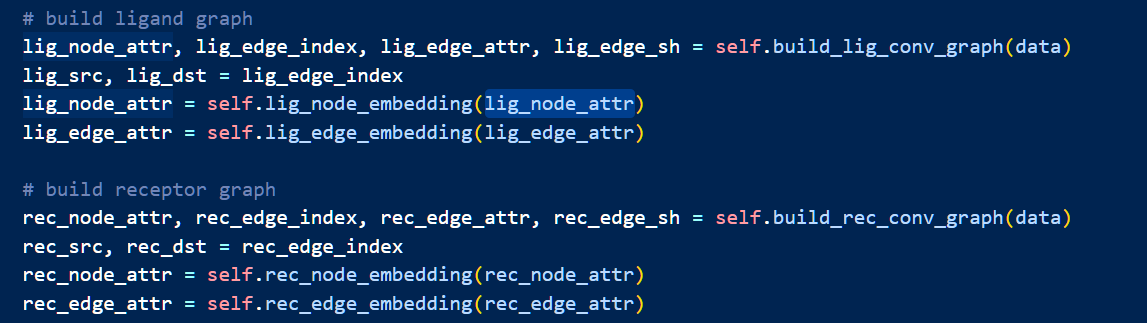 # build ligand graph
lig_node_attr, lig_edge_index, lig_edge_attr, lig_edge_sh = self.build_lig_conv_graph(data)
lig_src, lig_dst = lig_edge_index
lig_node_attr = self.lig_node_embedding(lig_node_attr)
lig_edge_attr = self.lig_edge_embedding(lig_edge_attr)
# build receptor graph
rec_node_attr, rec_edge_index, rec_edge_attr, rec_edge_sh = self.build_rec_conv_graph(data)
rec_src, rec_dst = rec_edge_index
rec_node_attr = self.rec_node_embedding(rec_node_attr)
rec_edge_attr = self.rec_edge_embedding(rec_edge_attr)